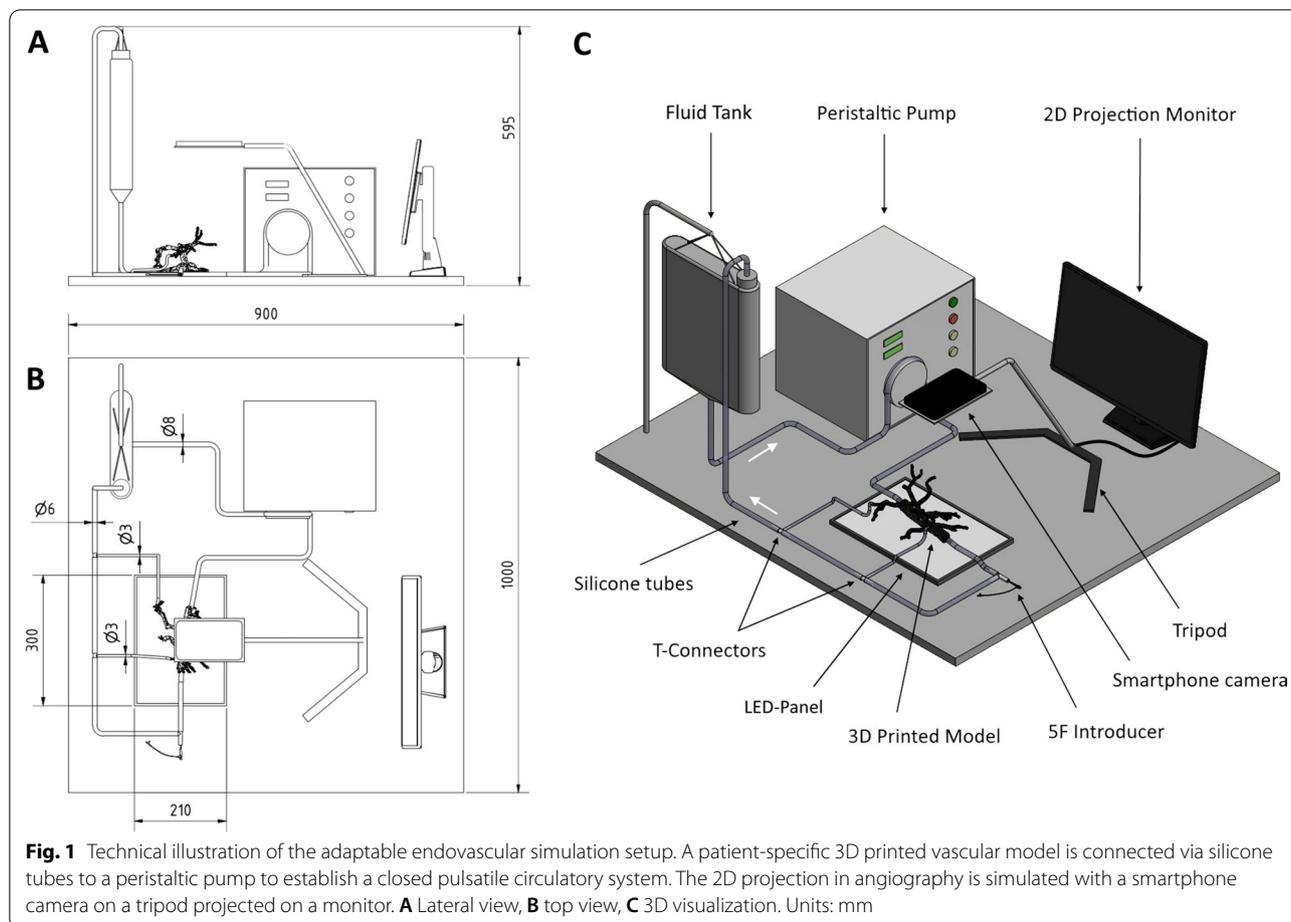 A
595
900
B
Ø8
Ø6
Ø3
300
Ø3
1000
210
C
Fluid Tank
Peristaltic Pump
2D Projection Monitor
Silicone tubes
T-Connectors
LED-Panel
3D Printed Model
5F Introducer
Smartphone camera
Tripod
Fig. 1 Technical illustration of the adaptable endovascular simulation setup. A patient-specific 3D printed vascular model is connected via silicone
tubes to a peristaltic pump to establish a closed pulsatile circulatory system. The 2D projection in angiography is simulated with a smartphone
camera on a tripod projected on a monitor. A Lateral view, B top view, C 3D visualization. Units: mm